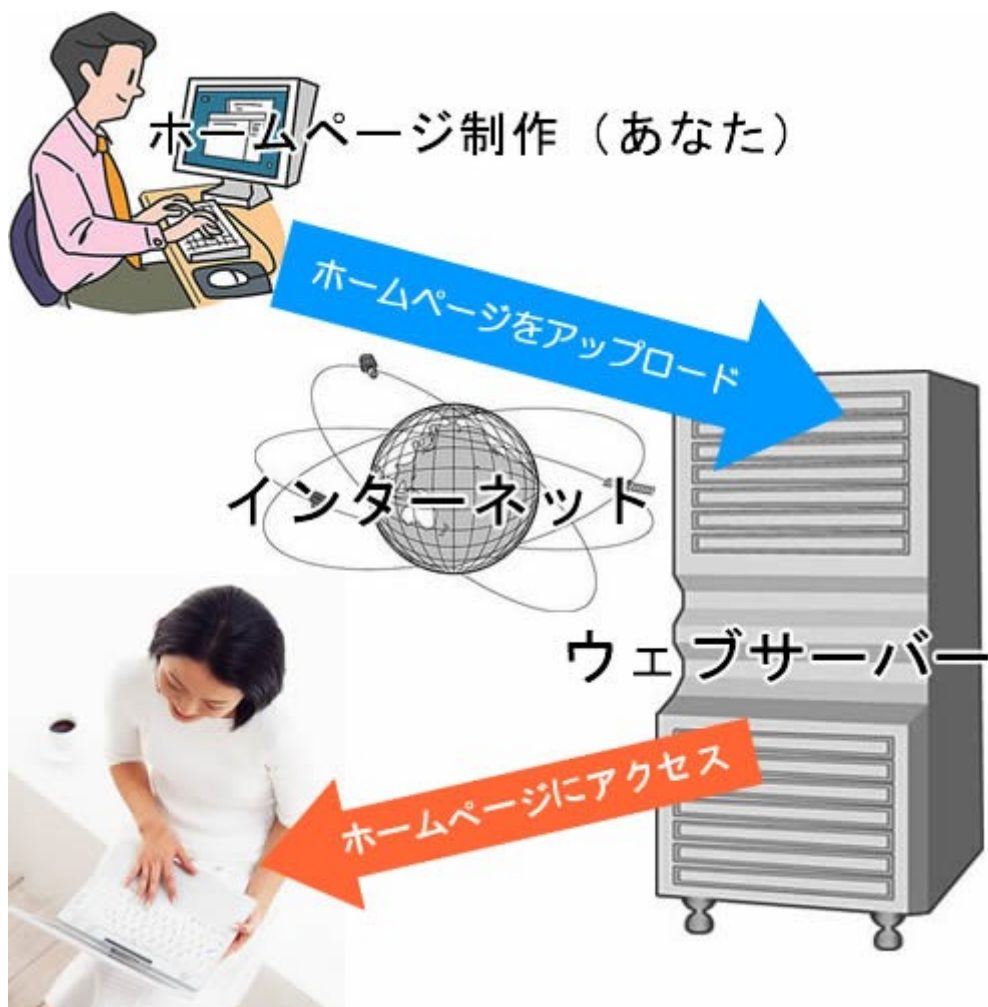 ホームページ制作（あなた）
ホームページをアップロード
インターネット
ウェブサーバー
ホームページにアクセス